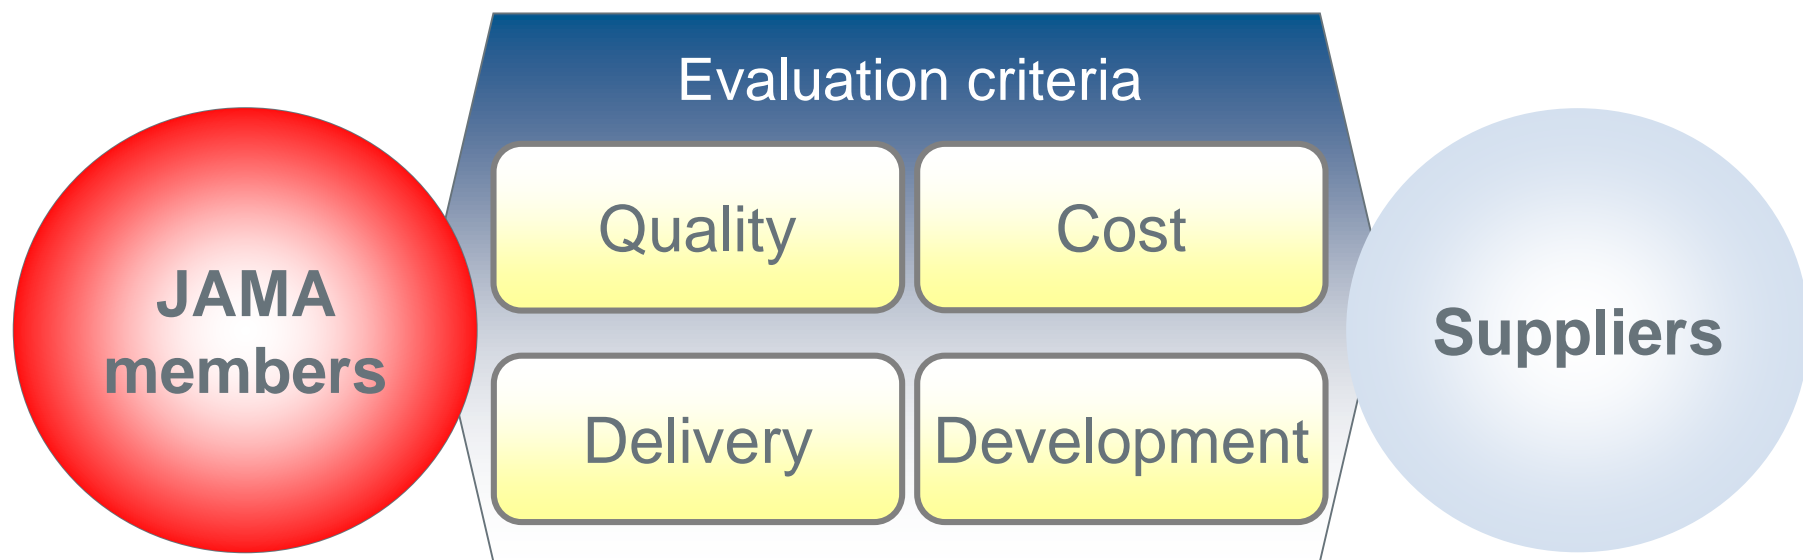 Evaluation criteria
JAMA
members
Quality
Cost
Delivery
Development
Suppliers